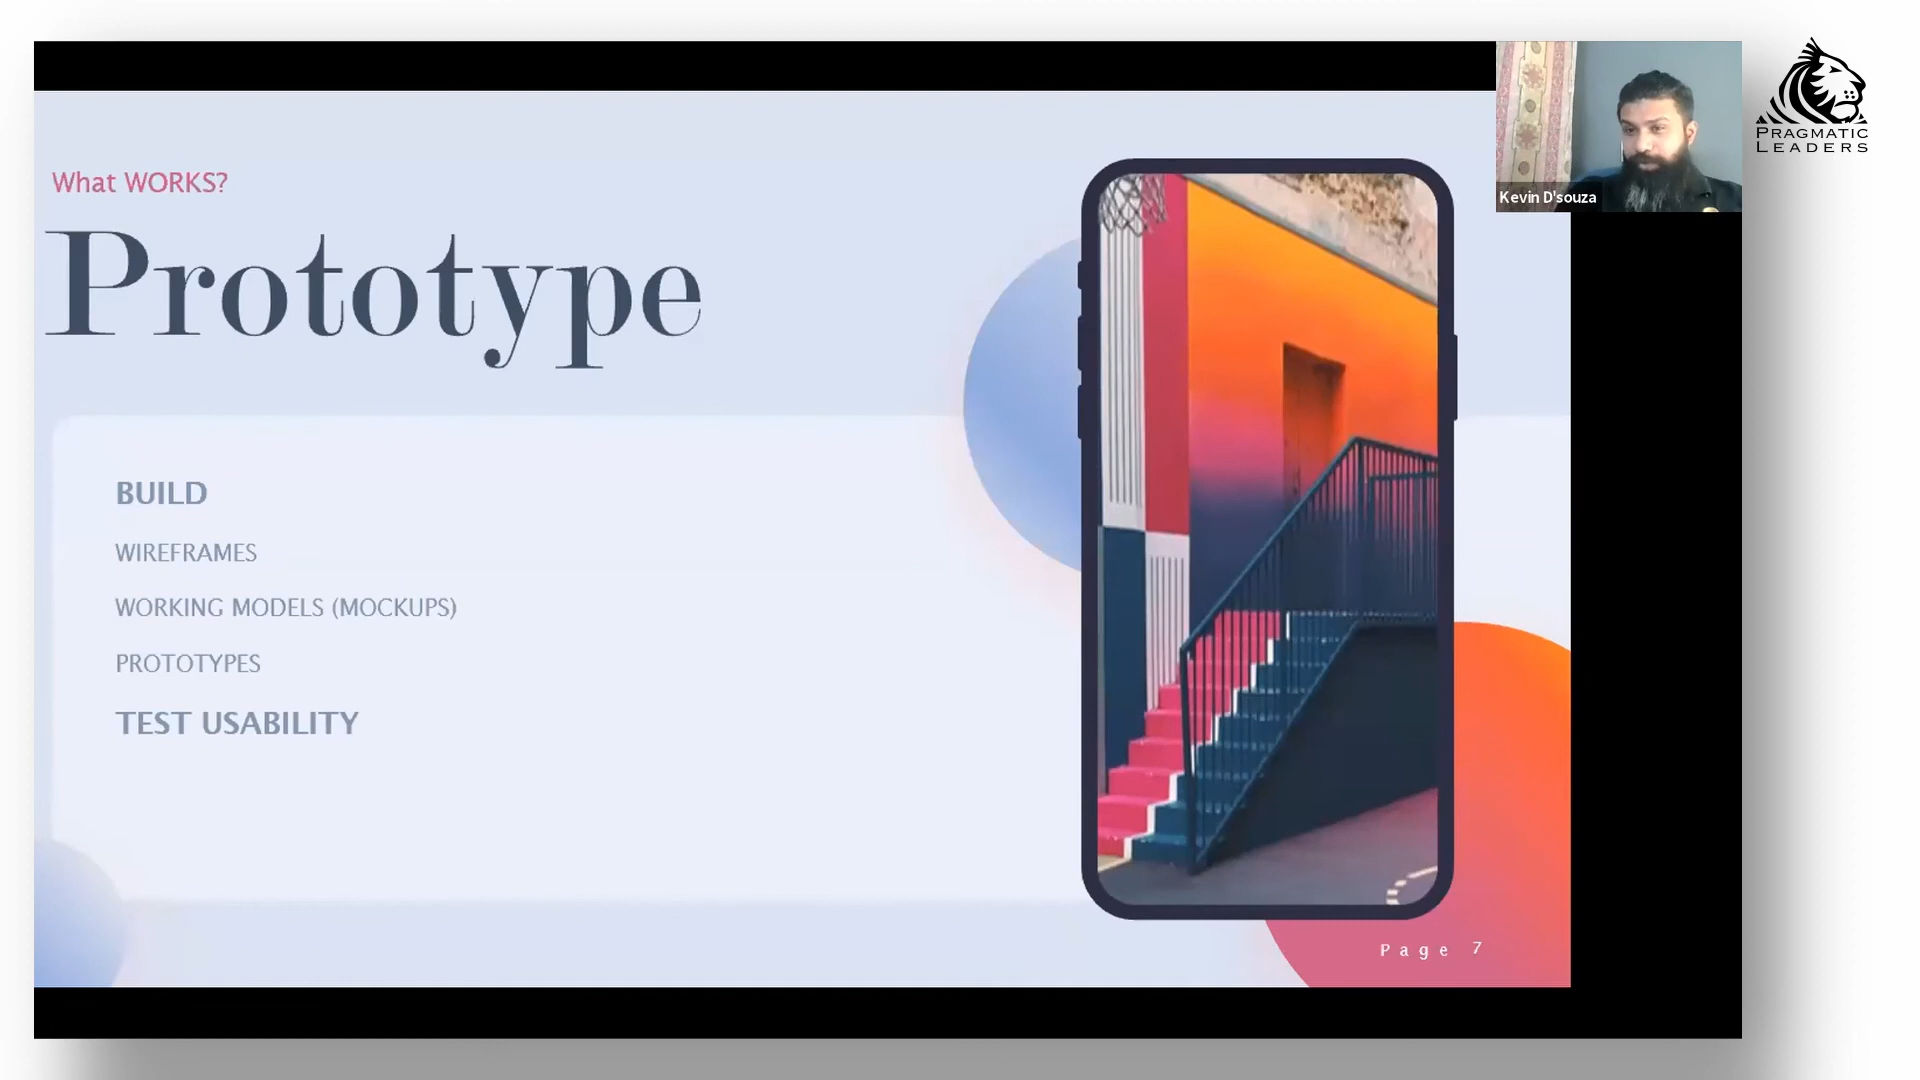 What WORKS?
Prototype
BUILD
WIREFRAMES
WORKING MODELS (MOCKUPS)
PROTOTYPES
TEST USABILITY
Page 7
Kevin D'souza
PRAGMATIC
LEADERS